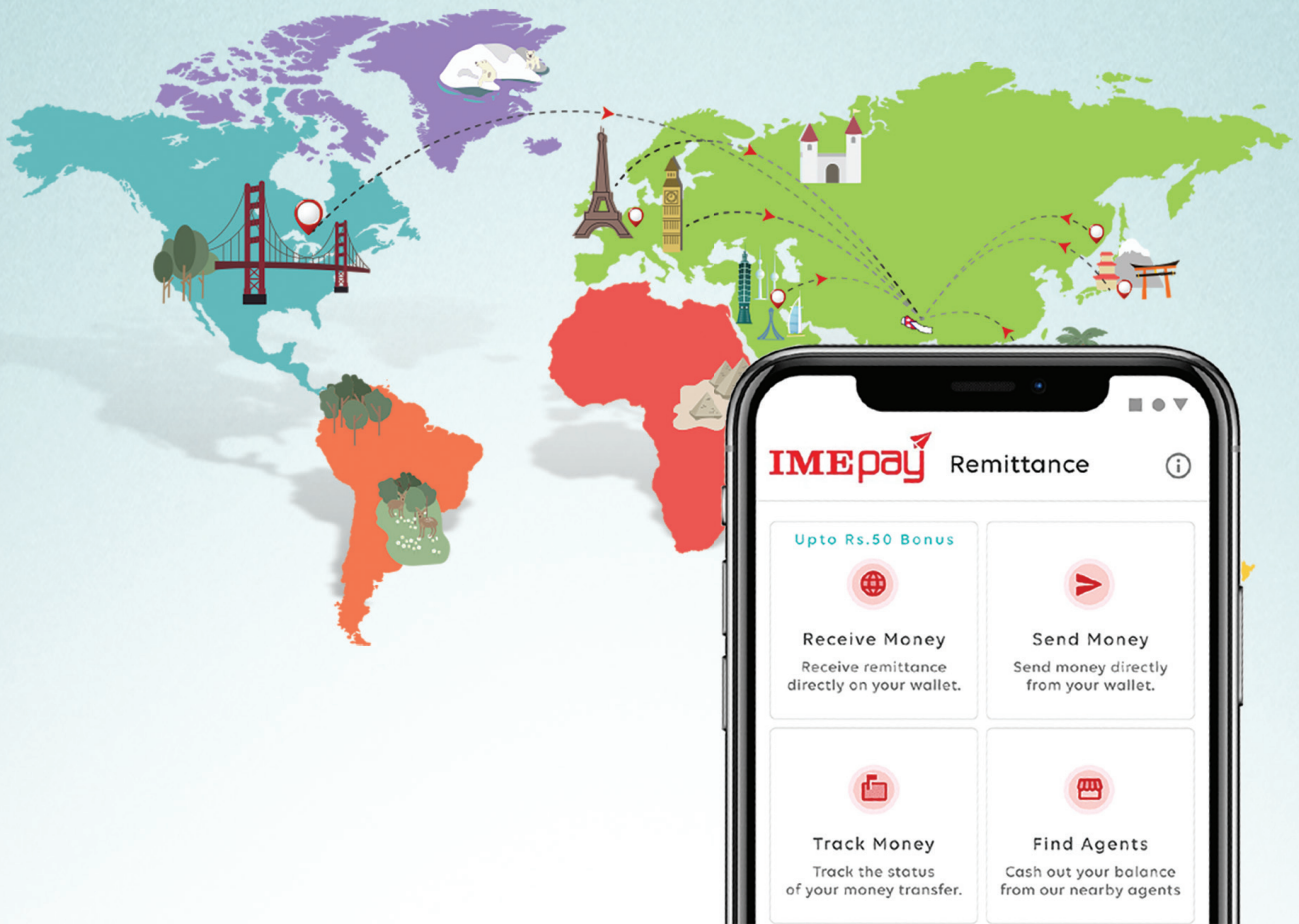 IMEpay Remittance
Upto Rs.50 Bonus
Receive Money
Receive remittance
directly on your wallet.
Send Money
Send money directly
from your wallet.
Track Money
Track the status
of your money transfer.
Find Agents
Cash out your balance
from our nearby agents